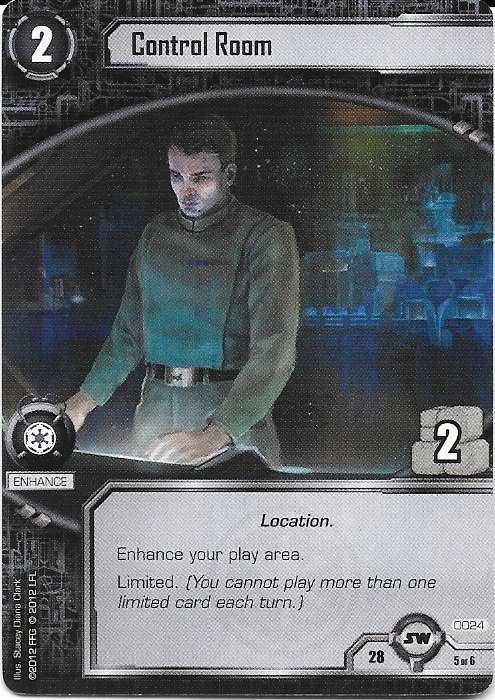 2
Control Room
2
ENHANCE
Location.
Enhance your play area.
Limited. (You cannot play more than one
limited card each turn.)
Illus. Stacey Diana Clark
©2012 FFG © 2012 LFL
0024
SW
28
5 of 6